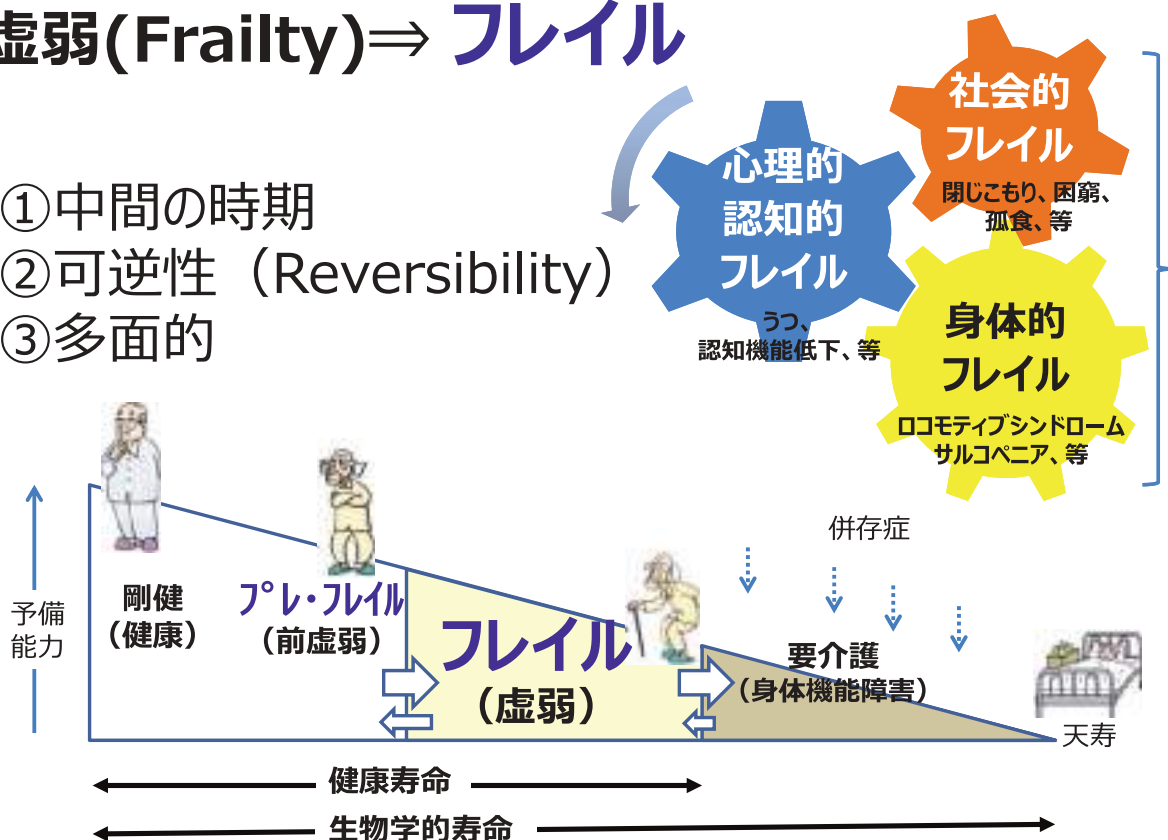 虚弱(Frailty)⇒ フレイル
①中間の時期
②可逆性（Reversibility）
③多面的
心理的
認知的
フレイル
うつ、
認知機能低下、等
社会的
フレイル
閉じこもり、困窮、
孤食、等
身体的
フレイル
ロコモティブシンドローム
サルコペニア、等
予備
能力
剛健
（健康）
プレ・フレイル
（前虚弱）
フレイル
（虚弱）
併存症
要介護
（身体機能障害）
天寿
健康寿命
生物学的寿命